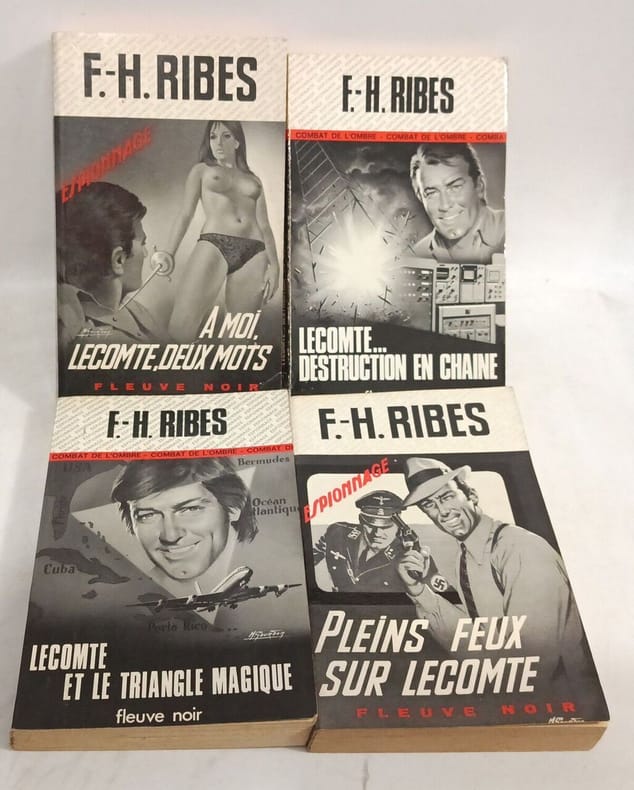 F.-H. RIBES
ESPIONNAGE
A MOI,
LECOMTE, DEUX MOTS
FLEUVE NOIR
F.-H. RIBES
COMBAT DE L'OMBRE - COMBAT DE L'OMBRE - COMBA
LECOMTE...
DESTRUCTION EN CHAINE
F.-H. RIBES
COMBAT DE L'OMBRE - COMBAT DE L'OMBRE - COMBAT D
USA
Bermudes
Océan
Atlantique
Cuba
Porto Rico
LECOMTE
ET LE TRIANGLE MAGIQUE
fleuve noir
F.-H. RIBES
ESPIONNAGE
PLEINS FEUX
SUR LECOMTE
FLEUVE NOIR